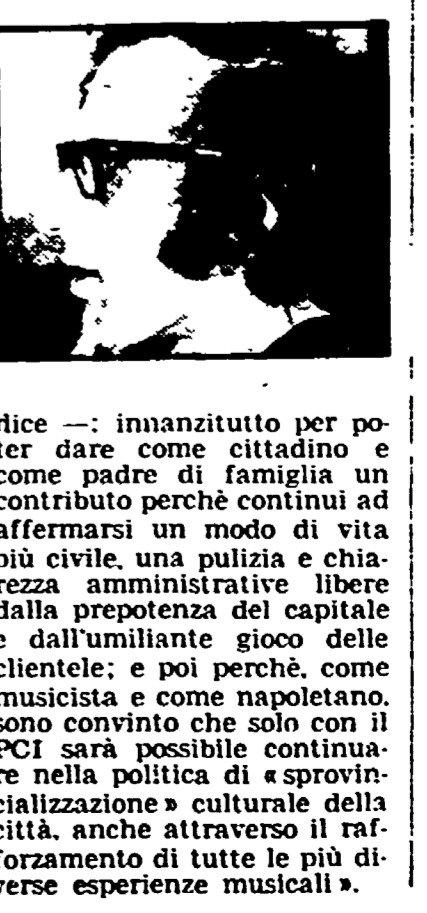 dice —: innanzitutto per po-
ter dare come cittadino e
come padre di famiglia un
contributo perchè continui ad
affermarsi un modo di vita
più civile, una pulizia e chia-
rezza amministrative libere
dalla prepotenza del capitale
e dall'umiliante gioco delle
clientele; e poi perchè, come
musicista e come napoletano,
sono convinto che solo con il
PCI sarà possibile continua-
re nella politica di « sprovin-
cializzazione » culturale della
città, anche attraverso il raf-
forzamento di tutte le più di-
verse esperienze musicali ».